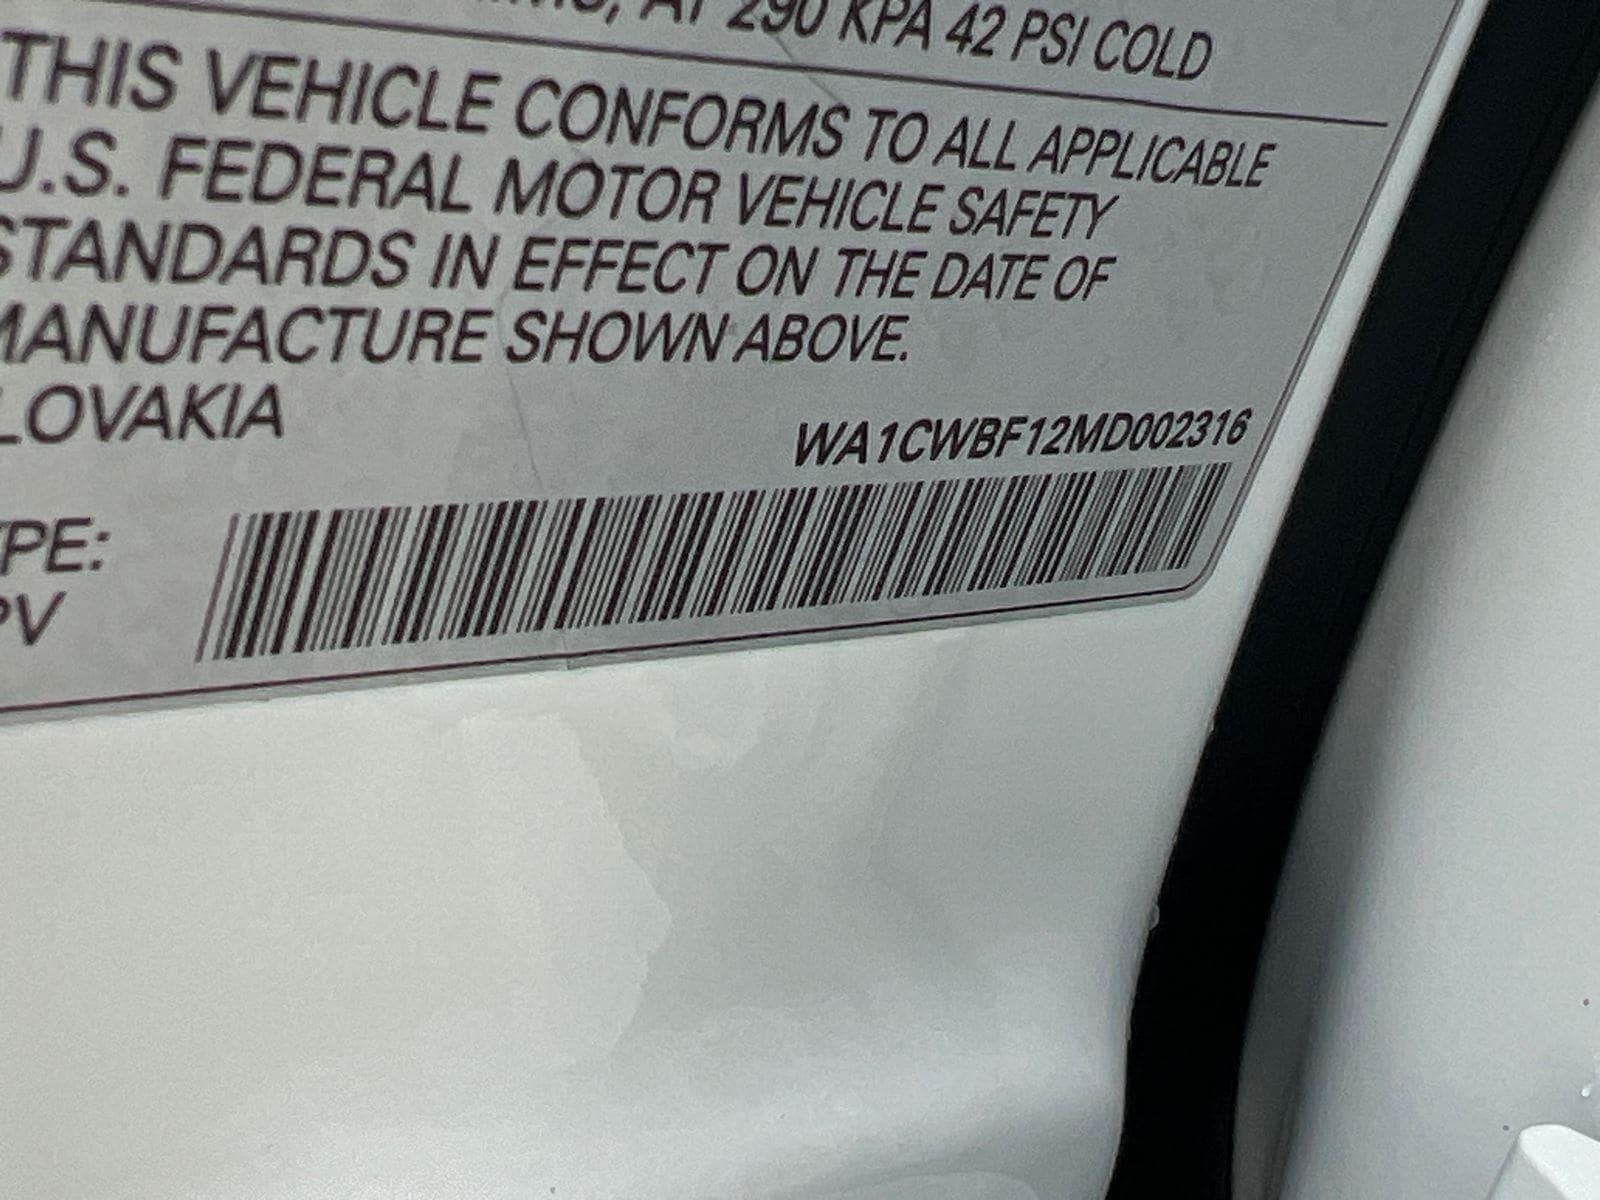 AT 290 KPA 42 PSI COLD
THIS VEHICLE CONFORMS TO ALL APPLICABLE
U.S. FEDERAL MOTOR VEHICLE SAFETY
STANDARDS IN EFFECT ON THE DATE OF
MANUFACTURE SHOWN ABOVE.
LOVAKIA
WA1CWBF12MD002316
YPE:
PV